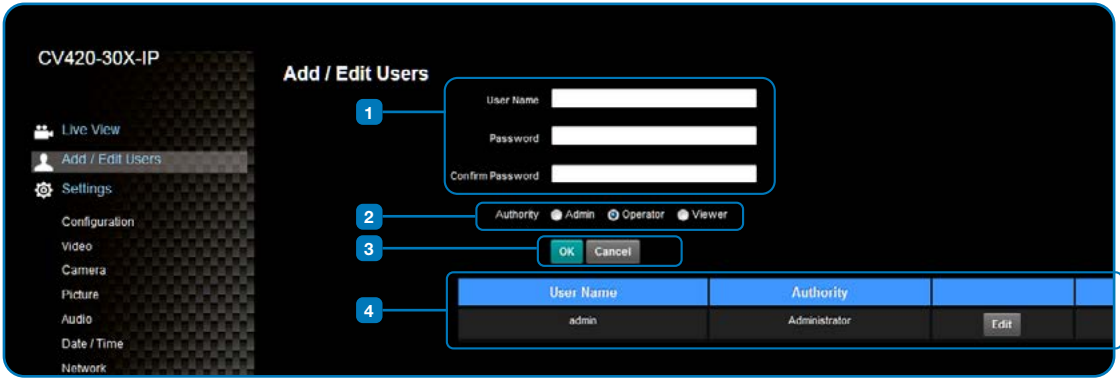 CV420-30X-IP
Live View
Add / Edit Users
Settings
Configuration
Video
Camera
Picture
Audio
Date / Time
Network
Add / Edit Users
1
User Name
Password
Confirm Password
2
Authority Admin Operator Viewer
3
OK Cancel
4
User Name Authority
admin Administrator Edit